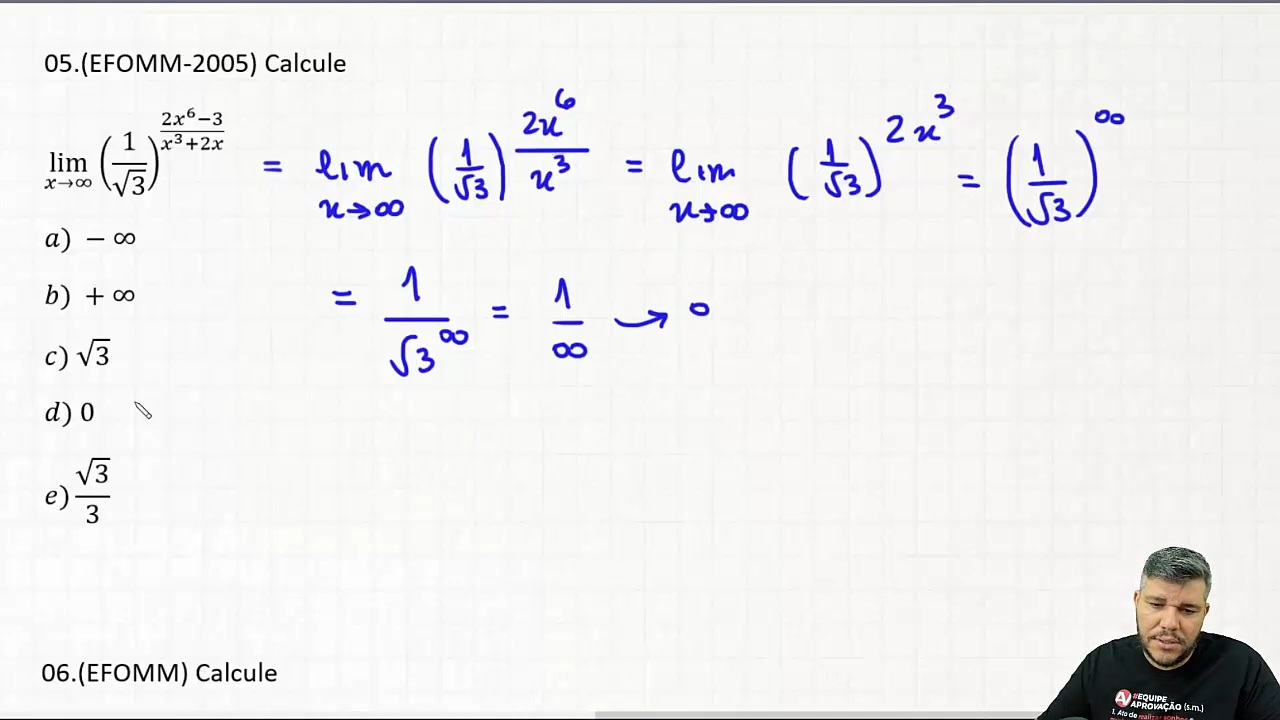 05.(EFOMM-2005) Calcule
lim x→∞ (1/√3)^((2x⁶−3)/(x³+2x)) = lim x→∞ (1/√3)^(2x⁶/x³) = lim x→∞ (1/√3)^(2x³) = (1/√3)^∞
= 1/√3^∞ = 1/∞ → 0
a) − ∞
b) + ∞
c) √3
d) 0
e) √3/3
06.(EFOMM) Calcule
#EQUIPE
APROVAÇÃO (s.m.)